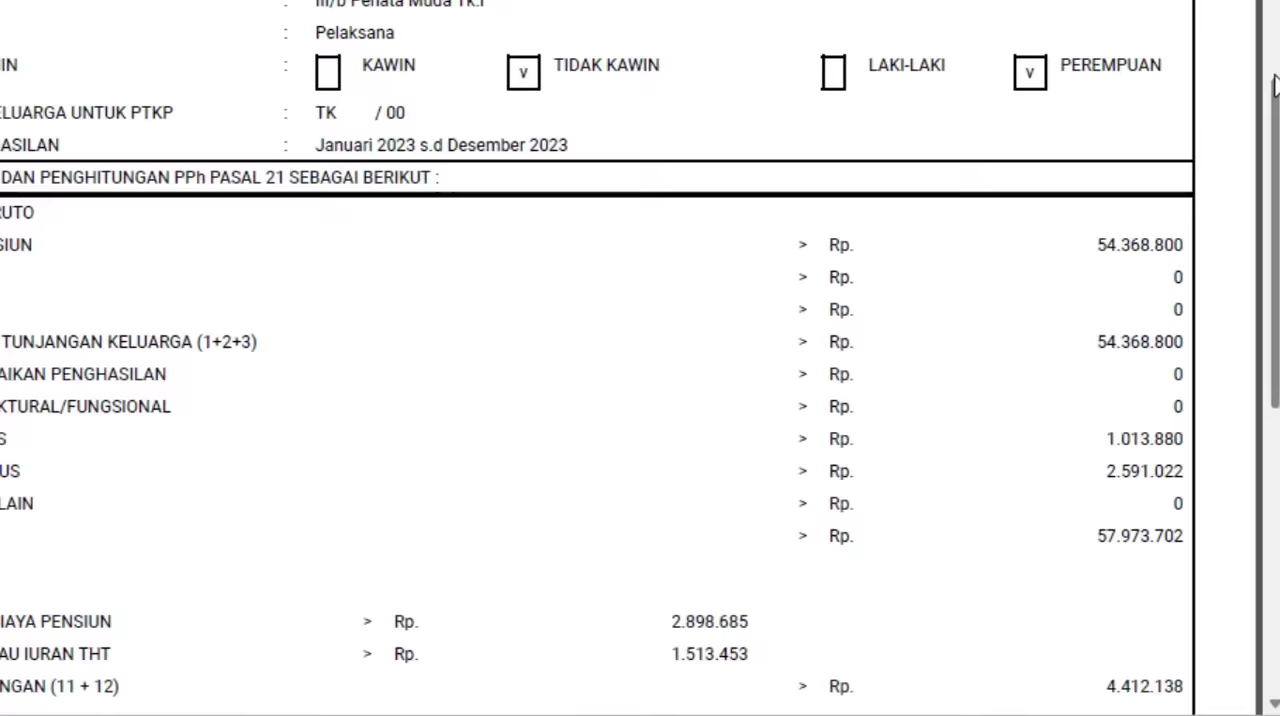 : III/b Penata Muda Tk.I
: Pelaksana
IN : KAWIN v TIDAK KAWIN LAKI-LAKI v PEREMPUAN
ELUARGA UNTUK PTKP : TK / 00
ASILAN : Januari 2023 s.d Desember 2023
DAN PENGHITUNGAN PPh PASAL 21 SEBAGAI BERIKUT :
RUTO
SIUN > Rp. 54.368.800
> Rp. 0
> Rp. 0
TUNJANGAN KELUARGA (1+2+3) > Rp. 54.368.800
AIKAN PENGHASILAN > Rp. 0
KTURAL/FUNGSIONAL > Rp. 0
S > Rp. 1.013.880
US > Rp. 2.591.022
LAIN > Rp. 0
> Rp. 57.973.702
IAYA PENSIUN > Rp. 2.898.685
AU IURAN THT > Rp. 1.513.453
NGAN (11 + 12) > Rp. 4.412.138